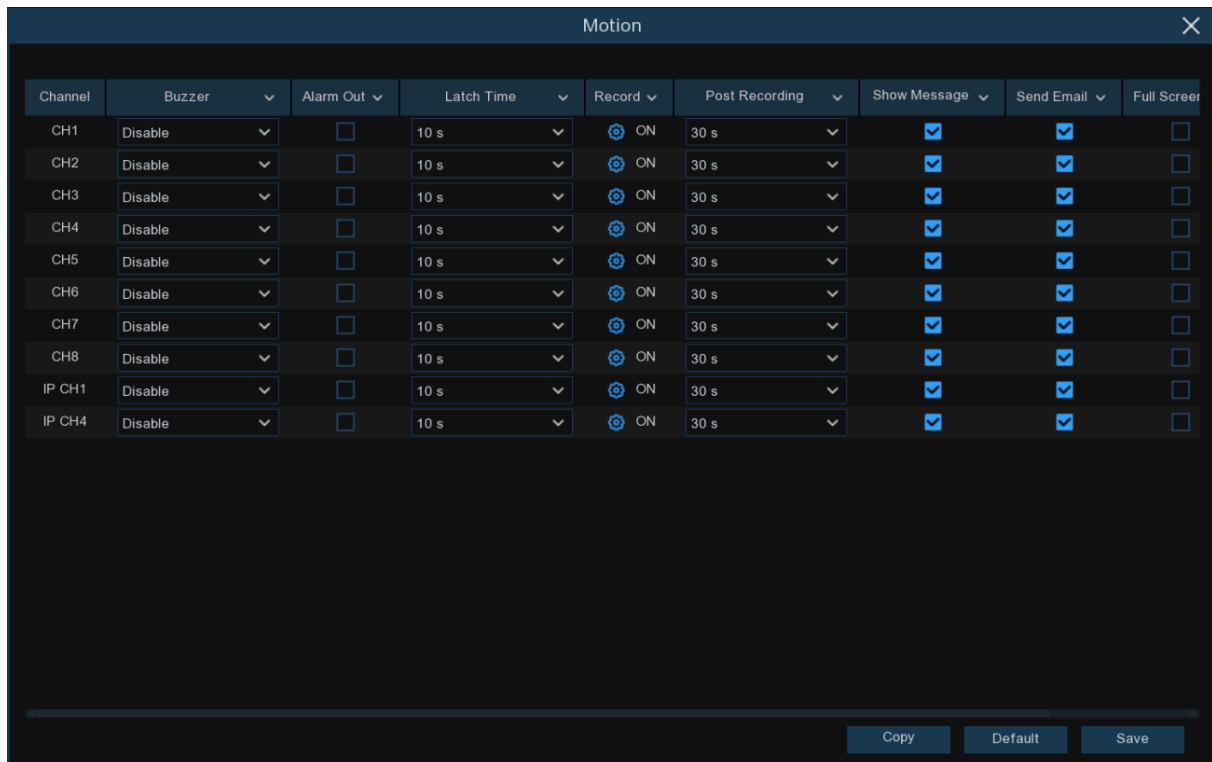 Motion
Channel Buzzer Alarm Out Latch Time Record Post Recording Show Message Send Email Full Screen
CH1 Disable 10 s ON 30 s
CH2 Disable 10 s ON 30 s
CH3 Disable 10 s ON 30 s
CH4 Disable 10 s ON 30 s
CH5 Disable 10 s ON 30 s
CH6 Disable 10 s ON 30 s
CH7 Disable 10 s ON 30 s
CH8 Disable 10 s ON 30 s
IP CH1 Disable 10 s ON 30 s
IP CH4 Disable 10 s ON 30 s
Copy Default Save